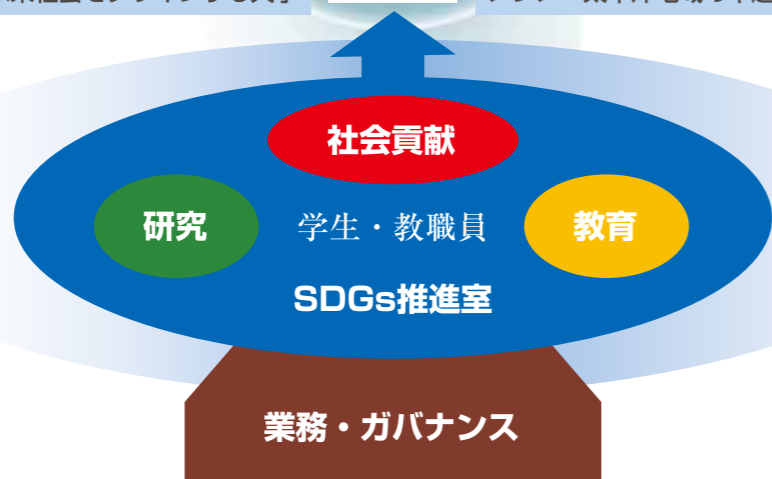 社会貢献
研究
学生・教職員
教育
SDGs推進室
業務・ガバナンス